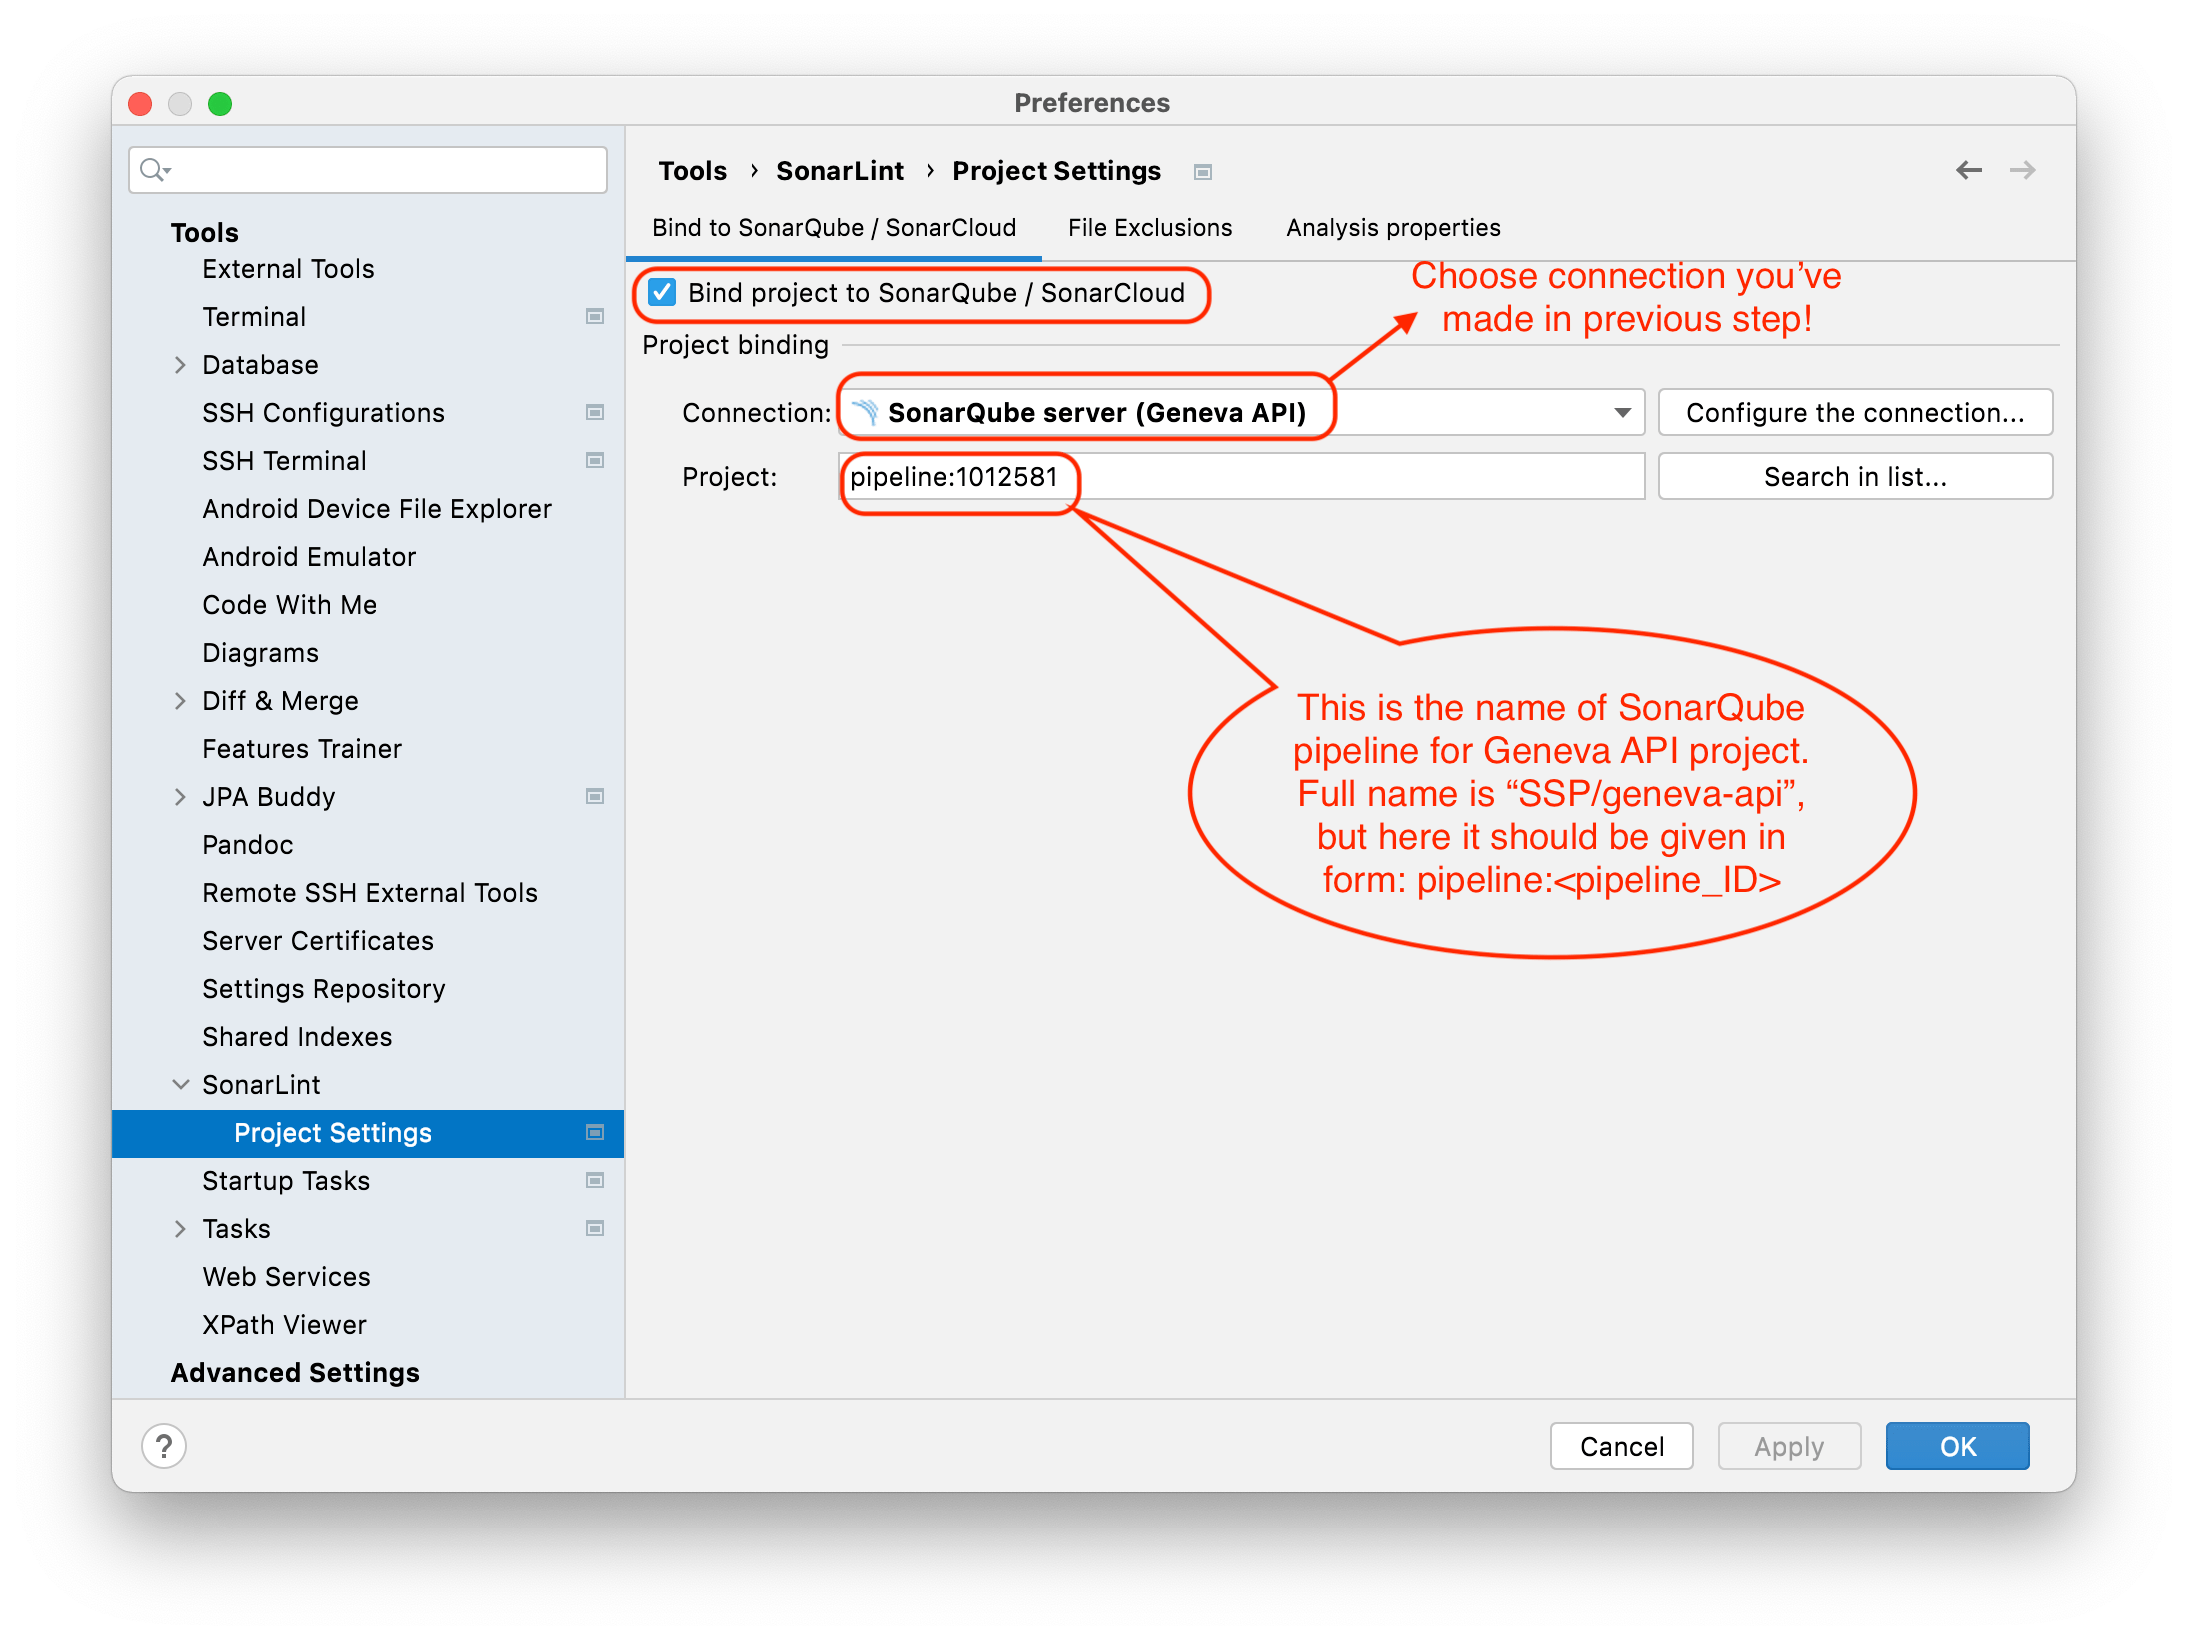 Preferences
Tools
External Tools
Terminal
Database
SSH Configurations
SSH Terminal
Android Device File Explorer
Android Emulator
Code With Me
Diagrams
Diff & Merge
Features Trainer
JPA Buddy
Pandoc
Remote SSH External Tools
Server Certificates
Settings Repository
Shared Indexes
SonarLint
Project Settings
Startup Tasks
Tasks
Web Services
XPath Viewer
Advanced Settings
Tools › SonarLint › Project Settings
Bind to SonarQube / SonarCloud File Exclusions Analysis properties
Bind project to SonarQube / SonarCloud
Choose connection you’ve
made in previous step!
Project binding
Connection: SonarQube server (Geneva API) Configure the connection...
Project: pipeline:1012581 Search in list...
This is the name of SonarQube
pipeline for Geneva API project.
Full name is “SSP/geneva-api”,
but here it should be given in
form: pipeline:<pipeline_ID>
? Cancel Apply OK